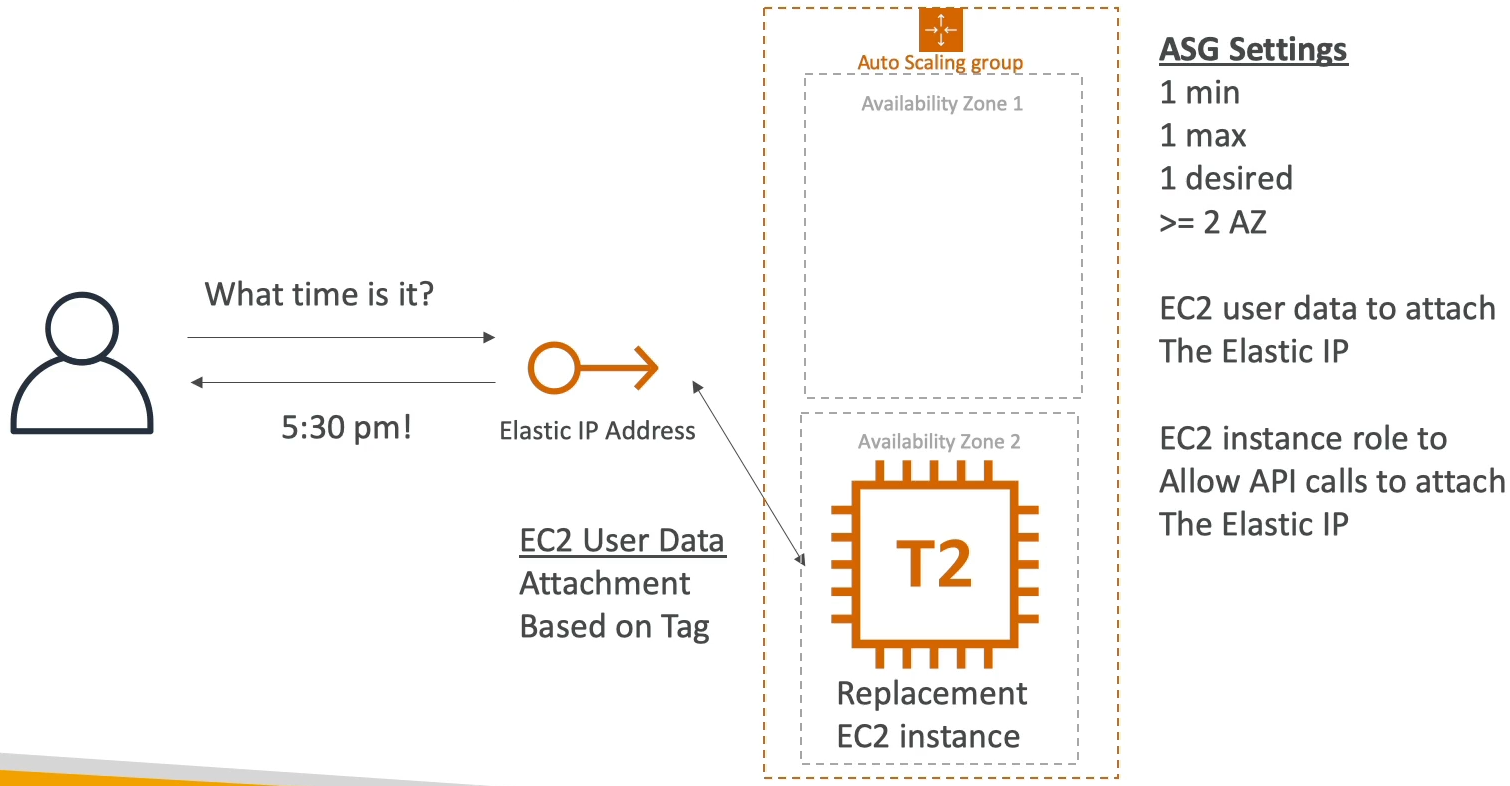 What time is it?
5:30 pm!
Elastic IP Address
EC2 User Data
Attachment
Based on Tag
Auto Scaling group
Availability Zone 1
Availability Zone 2
T2
Replacement
EC2 instance
ASG Settings
1 min
1 max
1 desired
>= 2 AZ
EC2 user data to attach
The Elastic IP
EC2 instance role to
Allow API calls to attach
The Elastic IP